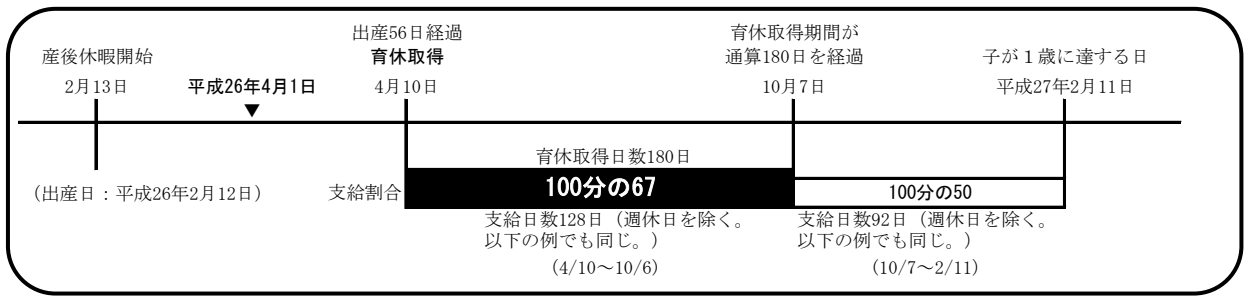 産後休暇開始
2月13日
平成26年4月1日
▼
出産56日経過
育休取得
4月10日
育休取得期間が
通算180日を経過
10月7日
子が１歳に達する日
平成27年2月11日
(出産日：平成26年2月12日)
育休取得日数180日
支給割合
100分の67
100分の50
支給日数128日（週休日を除く。
以下の例でも同じ。）
(4/10～10/6)
支給日数92日（週休日を除く。
以下の例でも同じ。）
(10/7～2/11)